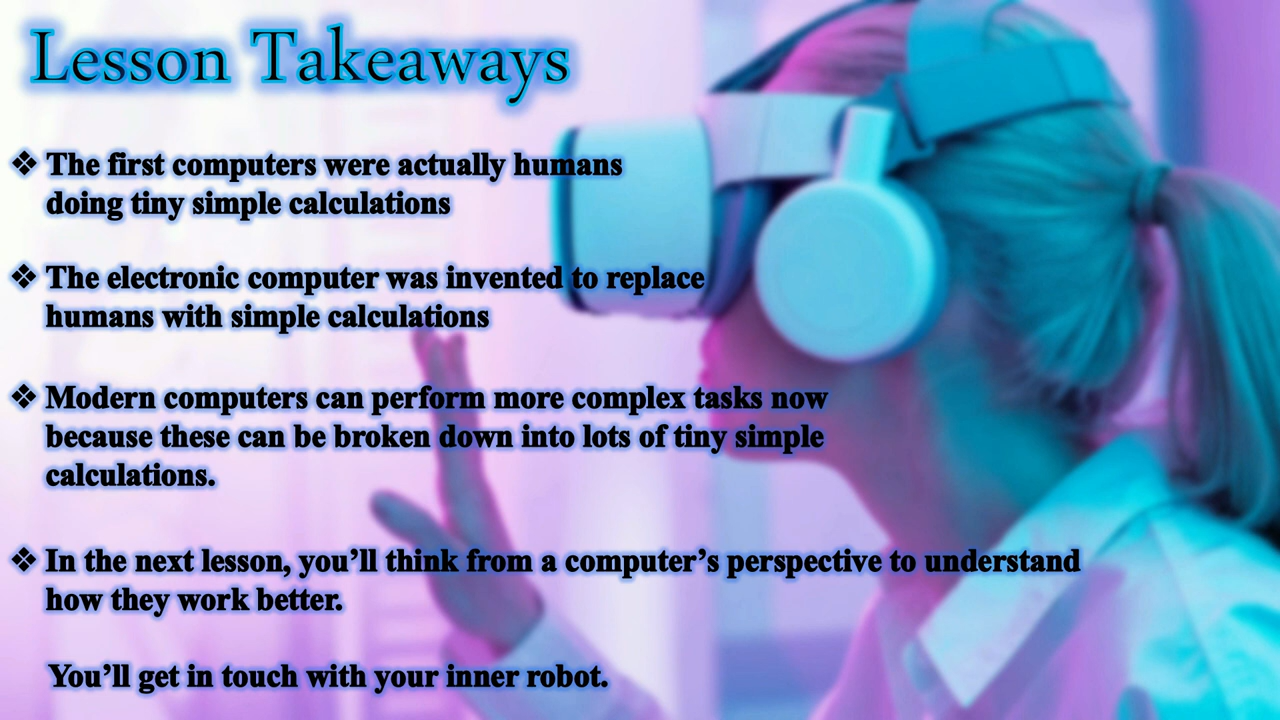 Lesson Takeaways
❖ The first computers were actually humans
doing tiny simple calculations
❖ The electronic computer was invented to replace
humans with simple calculations
❖ Modern computers can perform more complex tasks now
because these can be broken down into lots of tiny simple
calculations.
❖ In the next lesson, you’ll think from a computer’s perspective to understand
how they work better.
You’ll get in touch with your inner robot.